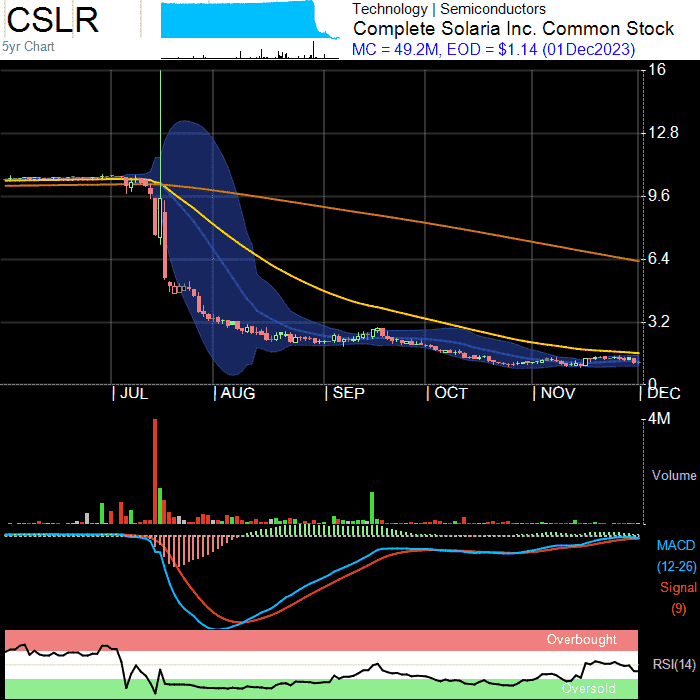 CSLR
5yr Chart
Technology | Semiconductors
Complete Solaria Inc. Common Stock
MC = 49.2M, EOD = $1.14 (01Dec2023)
16
12.8
9.6
6.4
3.2
0
JUL AUG SEP OCT NOV DEC
4M
Volume
MACD
(12-26)
Signal
(9)
Overbought
RSI(14)
Oversold